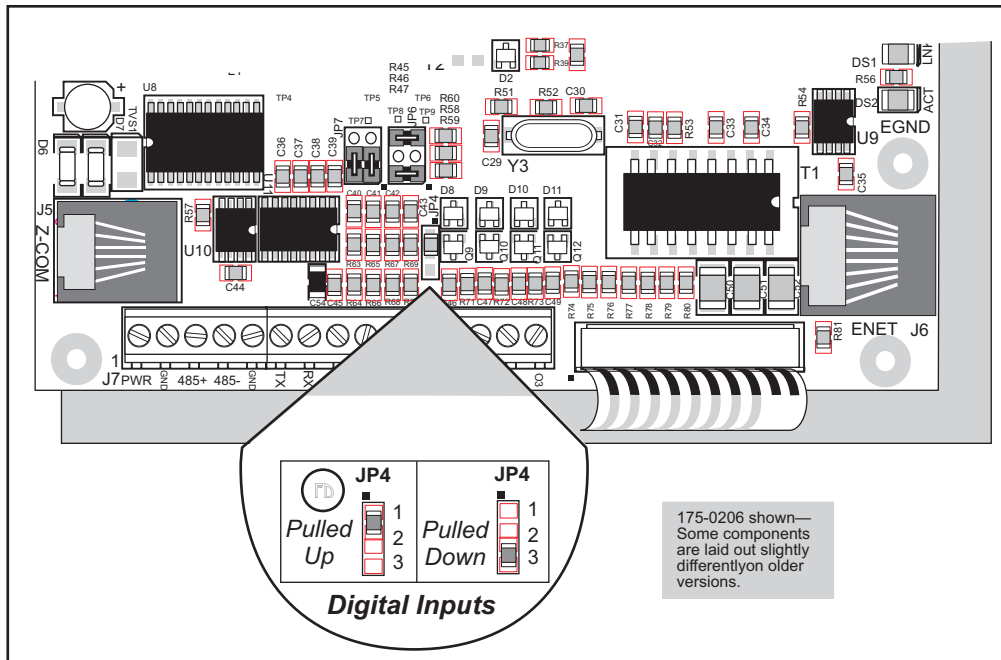 R45
R46
R47
D2
R37
R39
DS1
LNK
R56
DS2
ACT
U8
TP4
TP5
TP6
TP8
TP9
JP6
R60
R58
R59
R51
R52
C30
R54
TVS1
D7
D6
TP7
JP7
C31
R53
C33
C34
U9
EGND
C36
C37
C38
C39
U11
C29
Y3
T1
C35
J5
Z-COM
R57
U10
C40
C41
C42
C43
JP4
D8
D9
D10
D11
Q9
Q10
Q11
Q12
R63
R65
R67
R69
C44
C54
C45
R64
R66
R68
C46
R71
C47
R72
C48
R73
C49
R74
R75
R76
R77
R78
R79
R80
C50
C51
C52
R81
ENET
J6
1
J7
PWR
GND
485+
485-
GND
TX
RX
O3
JP4
JP4
Pulled
Up
1
2
3
Pulled
Down
1
2
3
Digital Inputs
175-0206 shown—
Some components
are laid out slightly
differentlyon older
versions.